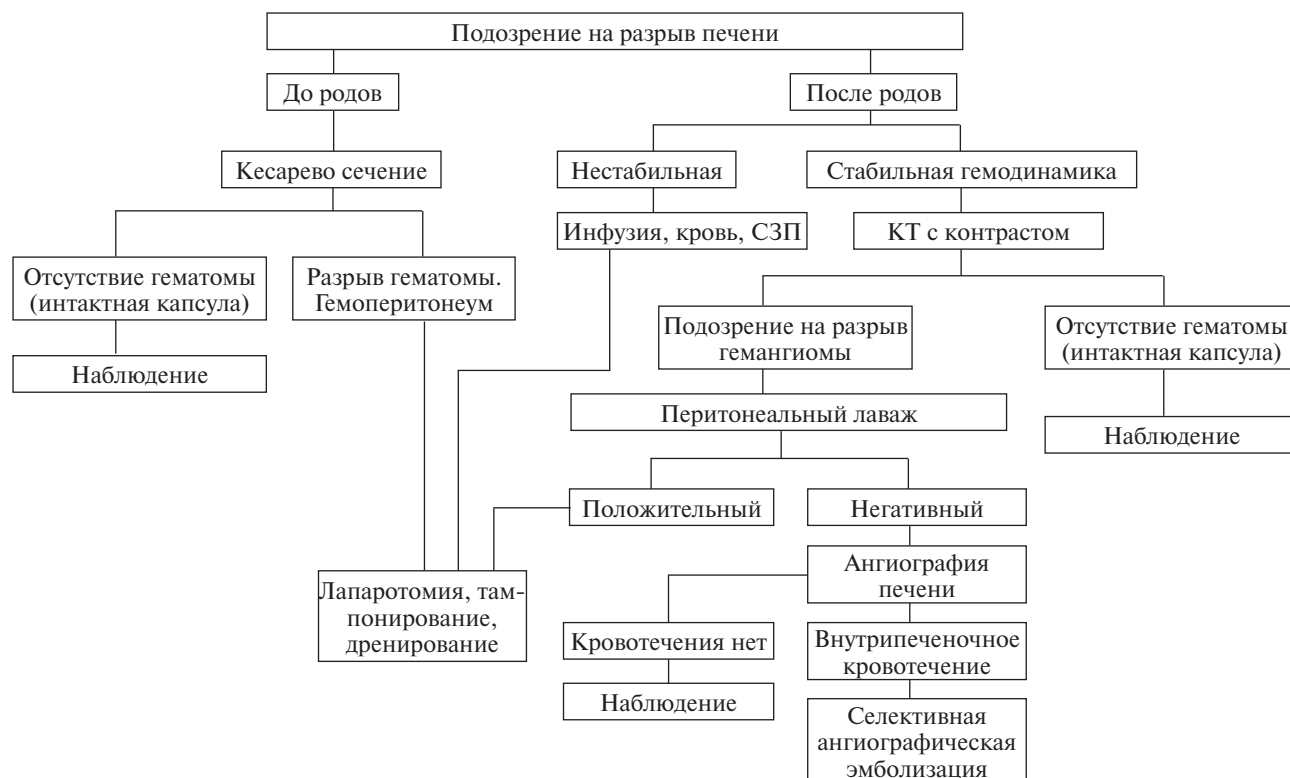 Подозрение на разрыв печени
До родов
После родов
Кесарево сечение
Нестабильная
Стабильная гемодинамика
Инфузия, кровь, СЗП
КТ с контрастом
Отсутствие гематомы
(интактная капсула)
Разрыв гематомы.
Гемоперитонеум
Подозрение на разрыв
гемангиомы
Отсутствие гематомы
(интактная капсула)
Наблюдение
Перитонеальный лаваж
Наблюдение
Положительный
Негативный
Лапаротомия, там-
понирование,
дренирование
Ангиография
печени
Кровотечения нет
Внутрипеченочное
кровотечение
Наблюдение
Селективная
ангиографическая
эмболизация